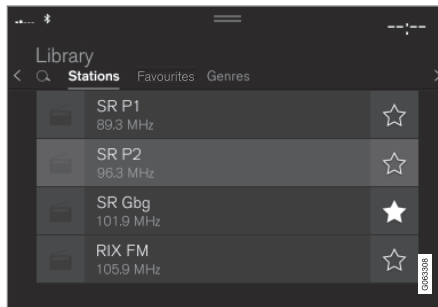 --:--
Library
Stations Favourites Genres
SR P1
89.3 MHz
SR P2
96.3 MHz
SR Gbg
101.9 MHz
RIX FM
105.9 MHz
G063308